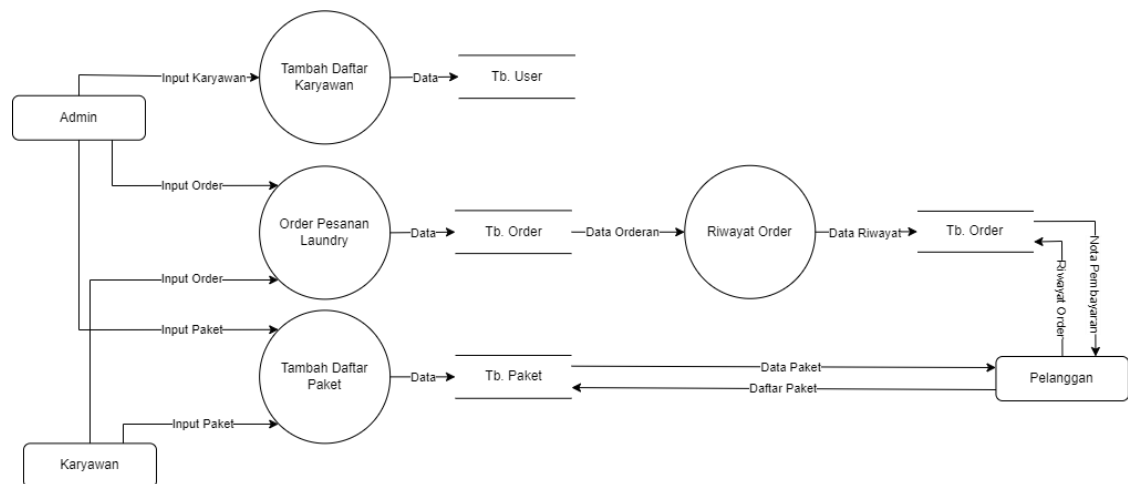 Tambah Daftar
Karyawan
Input Karyawan
Data
Tb. User
Admin
Input Order
Order Pesanan
Laundry
Data
Tb. Order
Data Orderan
Riwayat Order
Data Riwayat
Tb. Order
Nota Pembayaran
Riwayat Order
Input Order
Input Paket
Tambah Daftar
Paket
Data
Tb. Paket
Data Paket
Daftar Paket
Pelanggan
Input Paket
Karyawan